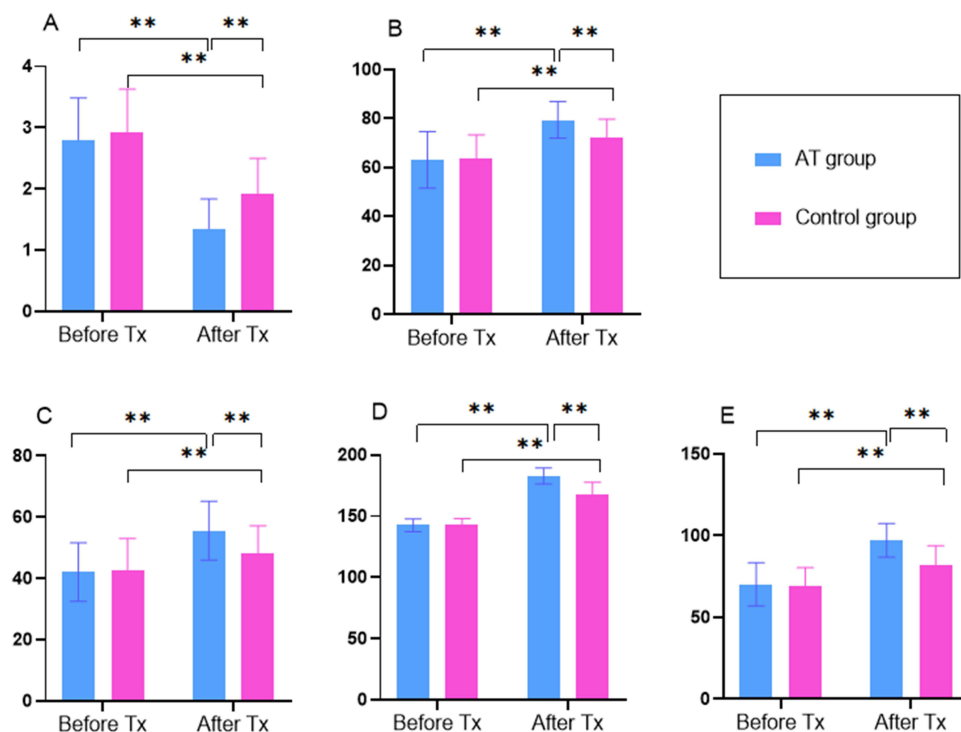 A
** **
**
4
3
2
1
0
Before Tx After Tx
B
** **
**
100
80
60
40
20
0
Before Tx After Tx
AT group
Control group
C
** **
**
80
60
40
20
0
Before Tx After Tx
D
** **
**
200
150
100
50
0
Before Tx After Tx
E
** **
**
150
100
50
0
Before Tx After Tx